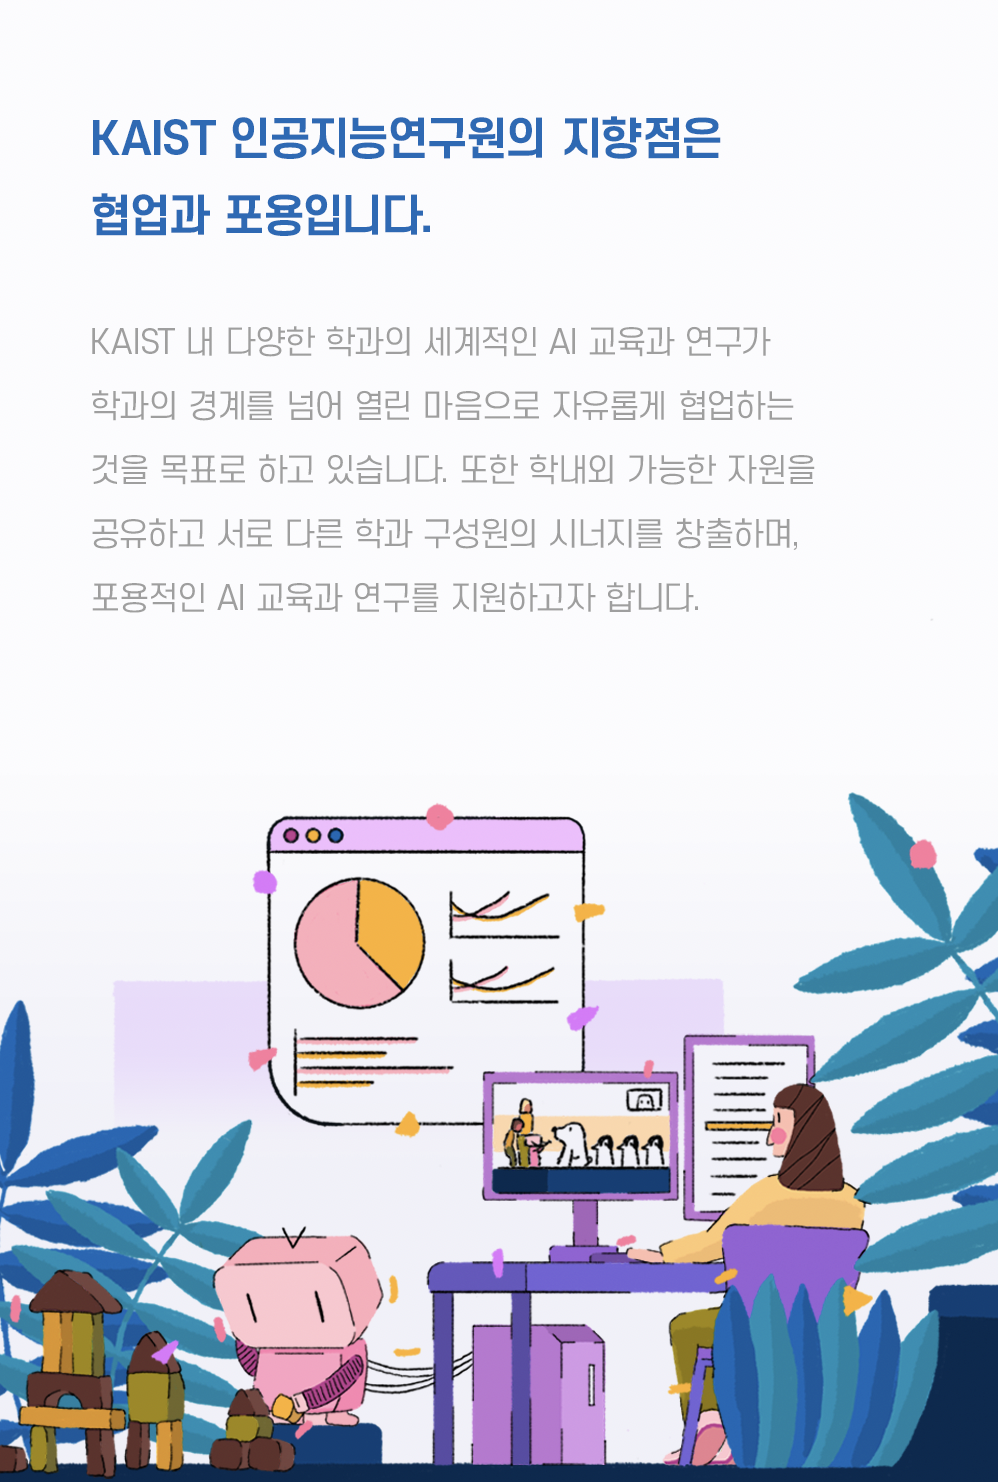 KAIST 인공지능연구원의 지향점은
협업과 포용입니다.
KAIST 내 다양한 학과의 세계적인 AI 교육과 연구가
학과의 경계를 넘어 열린 마음으로 자유롭게 협업하는
것을 목표로 하고 있습니다. 또한 학내외 가능한 자원을
공유하고 서로 다른 학과 구성원의 시너지를 창출하며,
포용적인 AI 교육과 연구를 지원하고자 합니다.